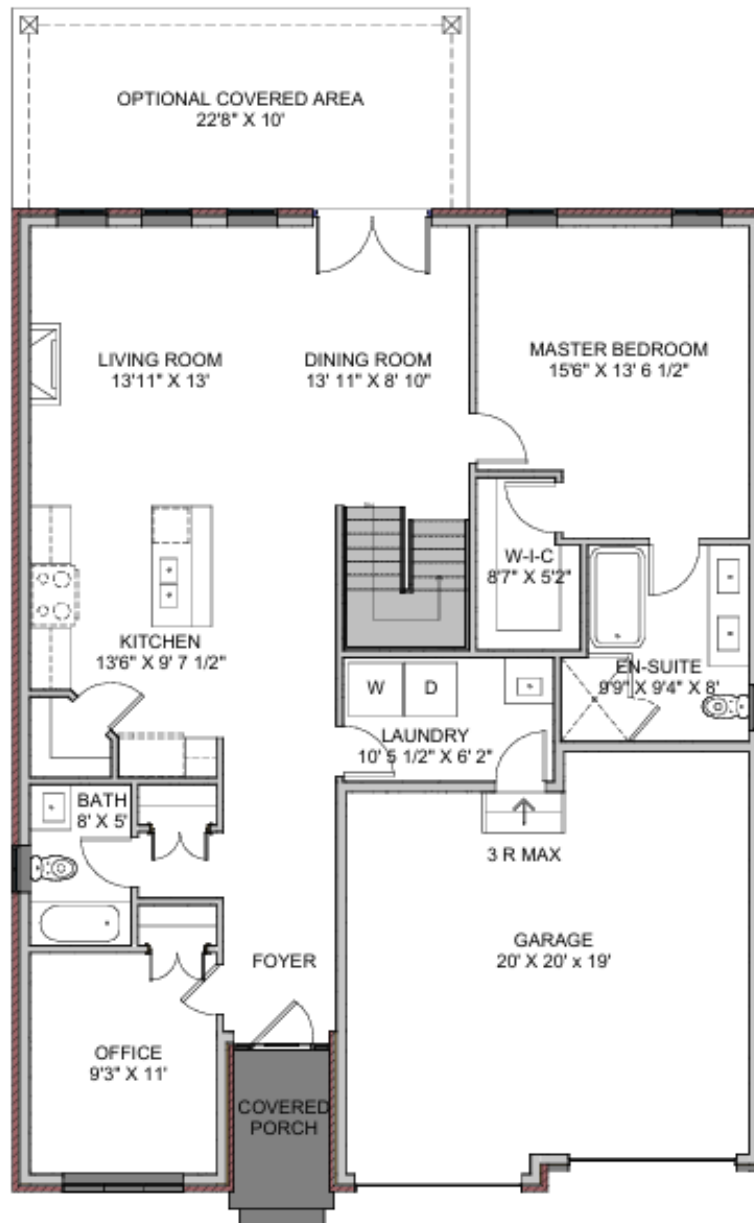 OPTIONAL COVERED AREA
22'8" X 10'
LIVING ROOM
13'11" X 13'
DINING ROOM
13' 11" X 8' 10"
MASTER BEDROOM
15'6" X 13' 6 1/2"
W-I-C
8'7" X 5'2"
KITCHEN
13'6" X 9' 7 1/2"
EN-SUITE
9'9" X 9'4" X 8'
W
D
LAUNDRY
10' 5 1/2" X 6' 2"
BATH
8' X 5'
3 R MAX
GARAGE
20' X 20' x 19'
FOYER
OFFICE
9'3" X 11'
COVERED
PORCH